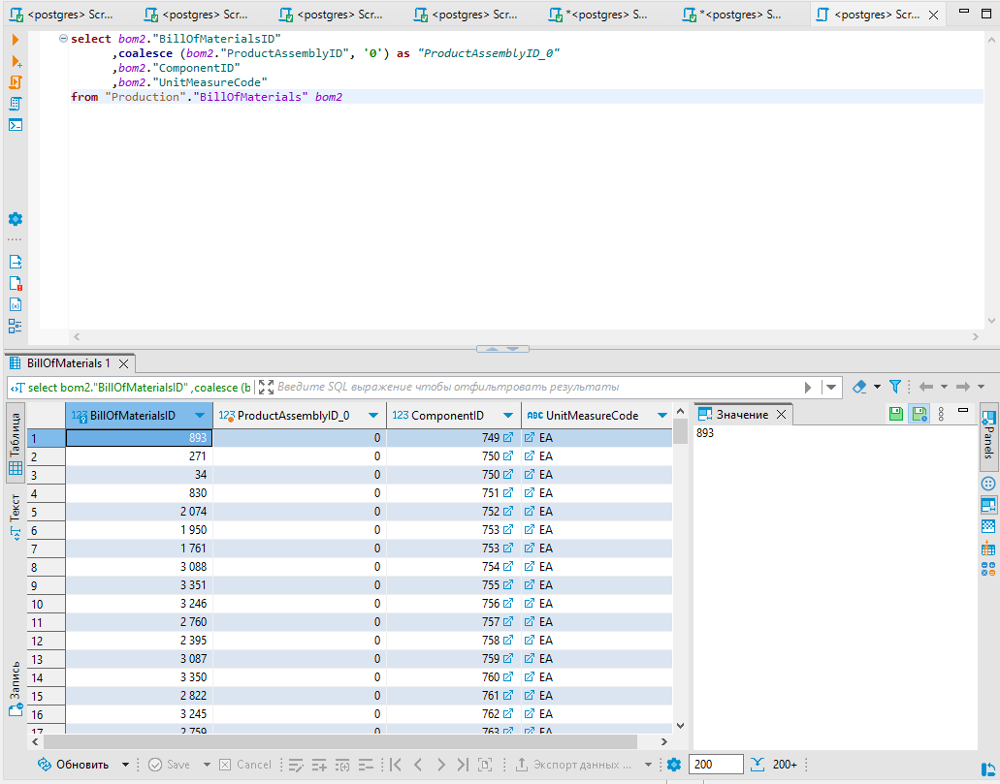 <postgres> Scr...
<postgres> Scr...
<postgres> Scr...
<postgres> Scr...
*<postgres> S...
*<postgres> S...
<postgres> Scr...
select bom2."BillOfMaterialsID"
,coalesce (bom2."ProductAssemblyID", '0') as "ProductAssemblyID_0"
,bom2."ComponentID"
,bom2."UnitMeasureCode"
from "Production"."BillOfMaterials" bom2
BillOfMaterials 1
select bom2."BillOfMaterialsID" ,coalesce (b
Введите SQL выражение чтобы отфильтровать результаты
Таблица
Текст
Запись
123 BillOfMaterialsID 123 ProductAssemblyID_0 123 ComponentID ABC UnitMeasureCode
1 893 0 749 EA
2 271 0 750 EA
3 34 0 750 EA
4 830 0 751 EA
5 2 074 0 752 EA
6 1 950 0 753 EA
7 1 761 0 753 EA
8 3 088 0 754 EA
9 3 351 0 755 EA
10 3 246 0 756 EA
11 2 760 0 757 EA
12 2 395 0 758 EA
13 3 087 0 759 EA
14 3 350 0 760 EA
15 2 822 0 761 EA
16 3 245 0 762 EA
17 2 759 0 763 EA
Значение
893
Panels
Обновить Save Cancel Экспорт данных ... 200 200+